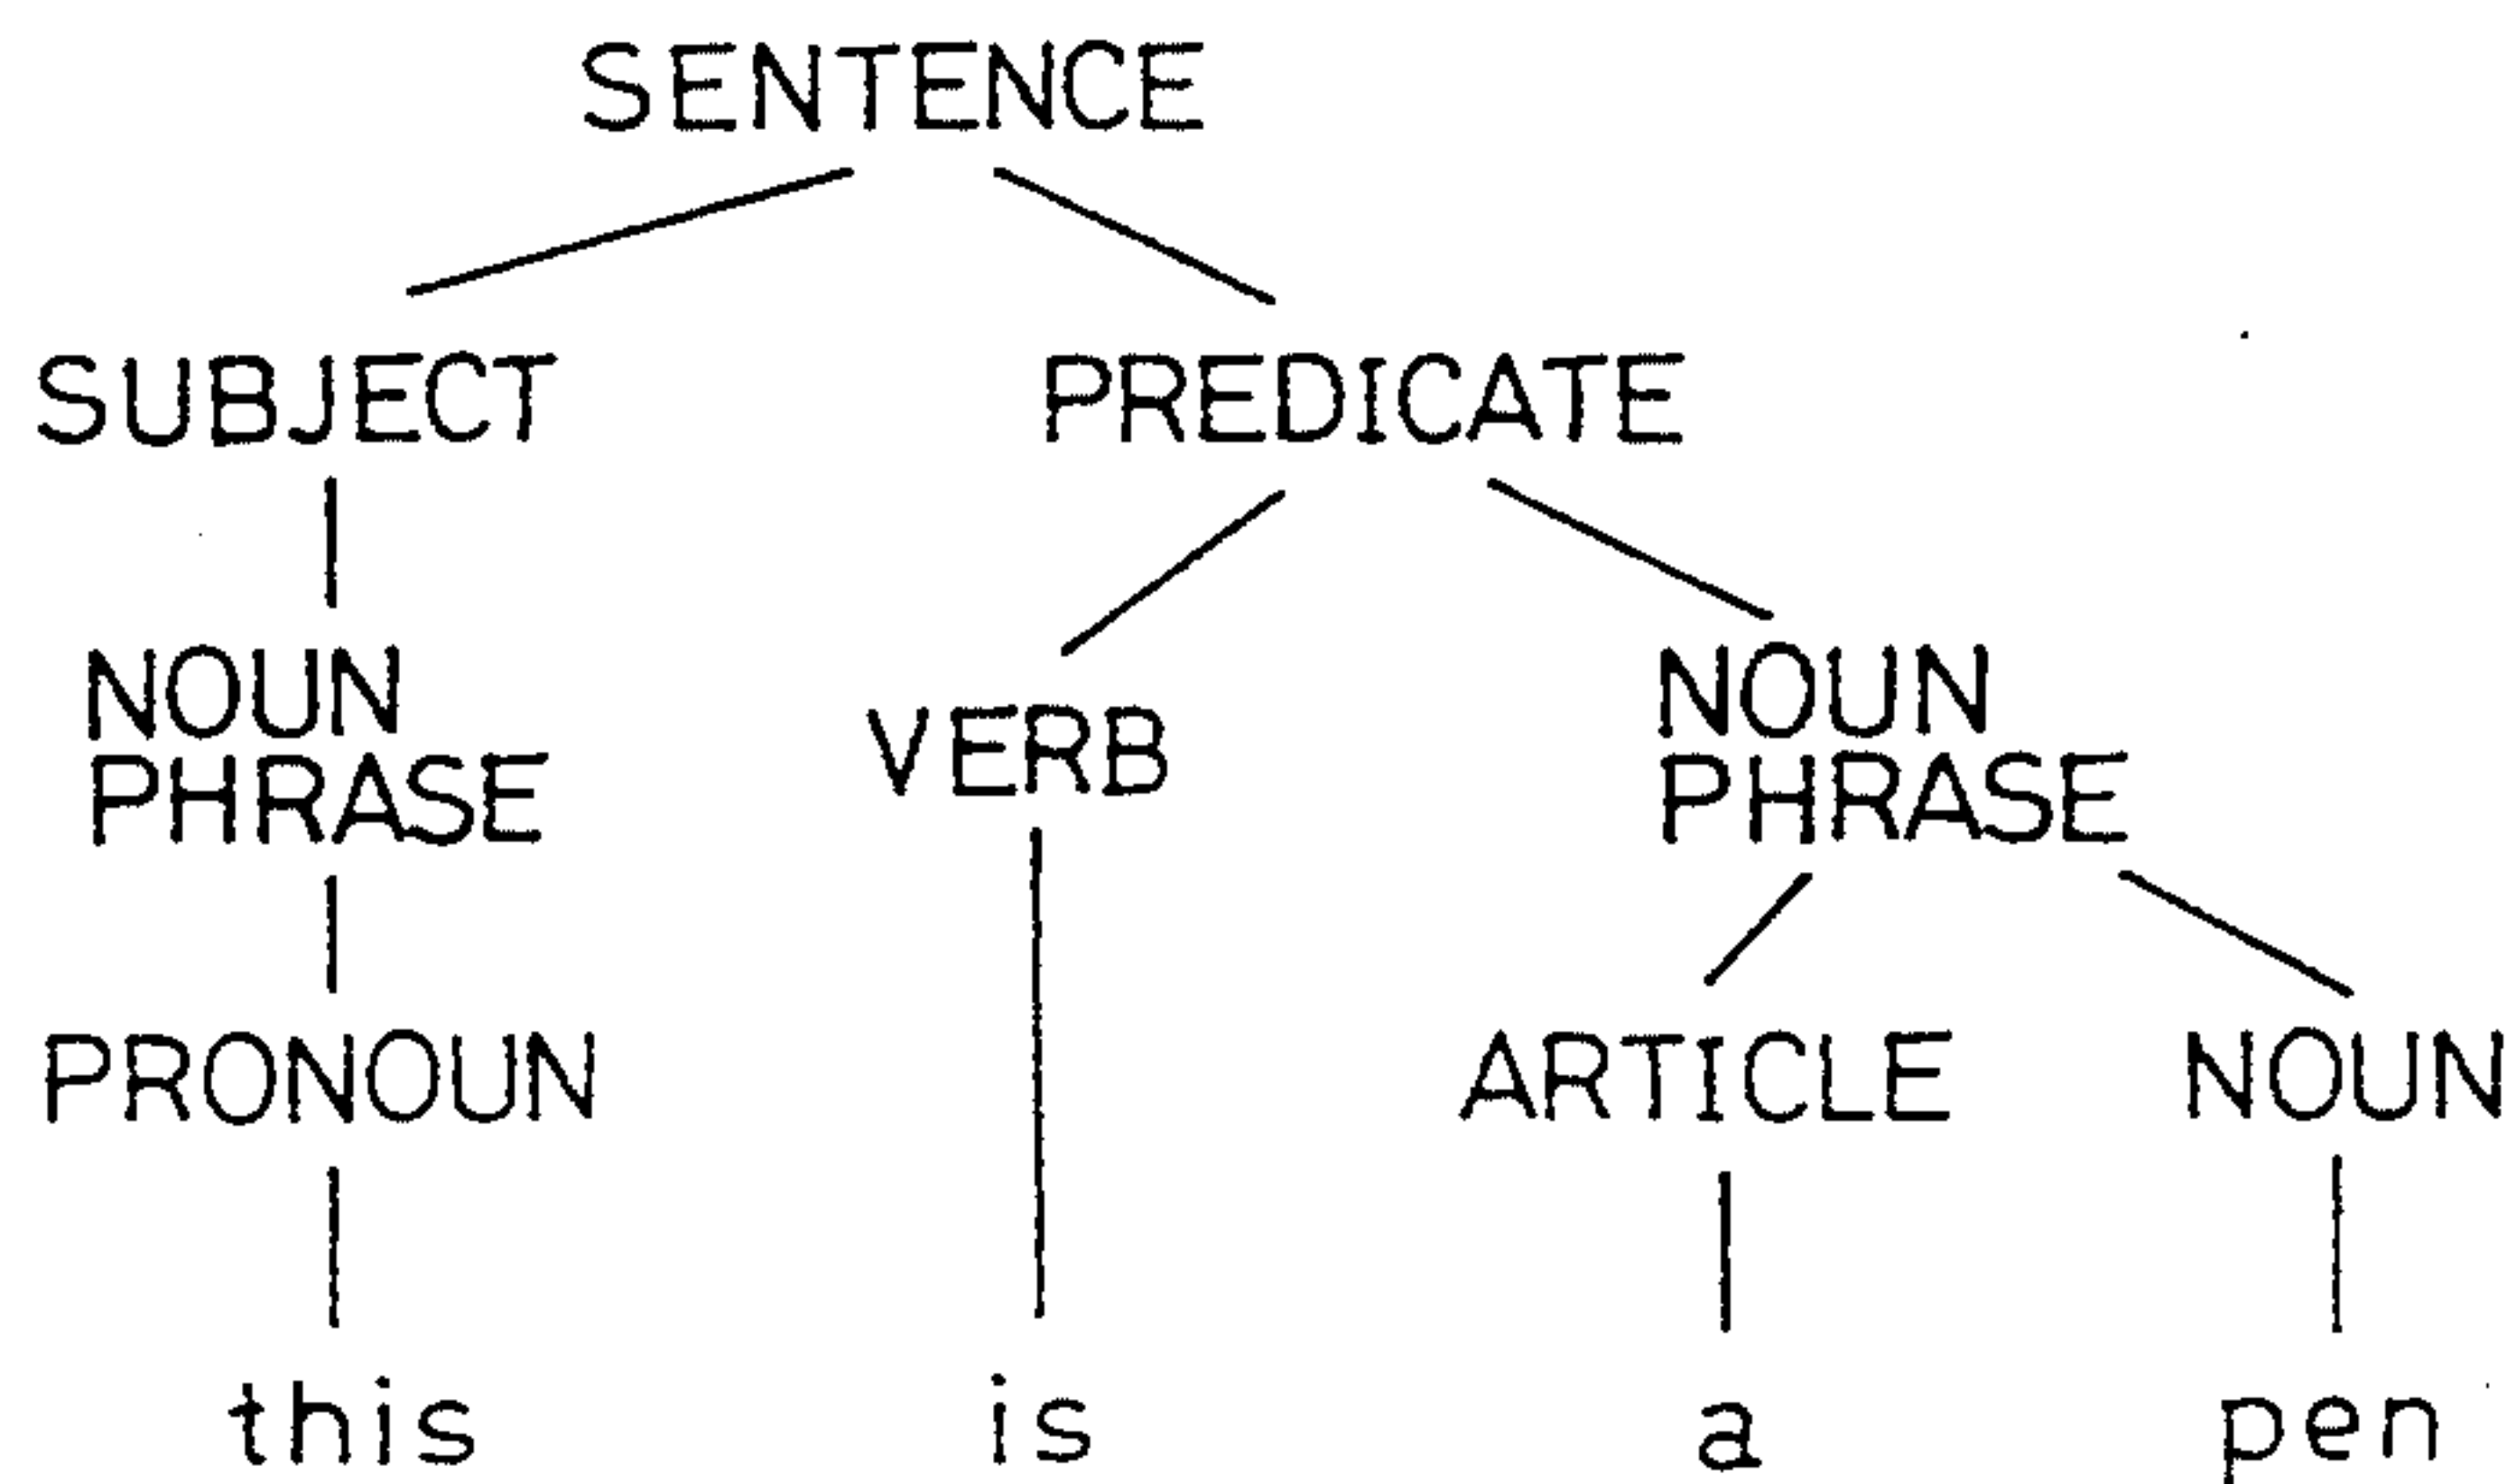 SENTENCE
SUBJECT PREDICATE
NOUN PHRASE VERB NOUN PHRASE
PRONOUN ARTICLE NOUN
this is a pen